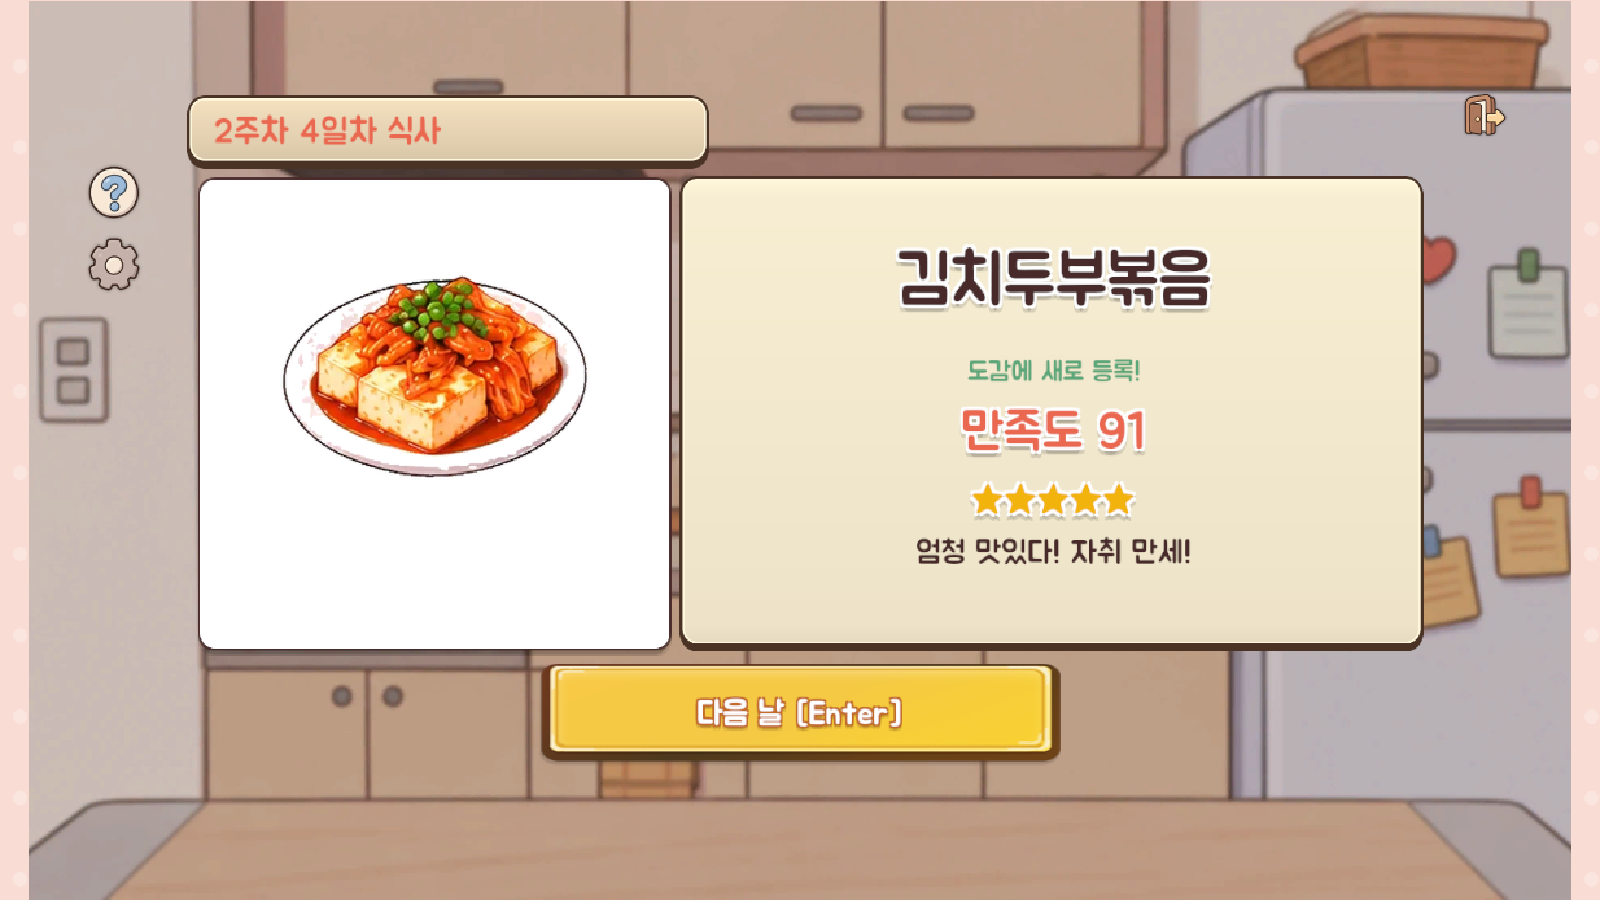 2주차 4일차 식사
김치두부볶음
도감에 새로 등록!
만족도 91
엄청 맛있다! 자취 만세!
다음 날 [Enter]